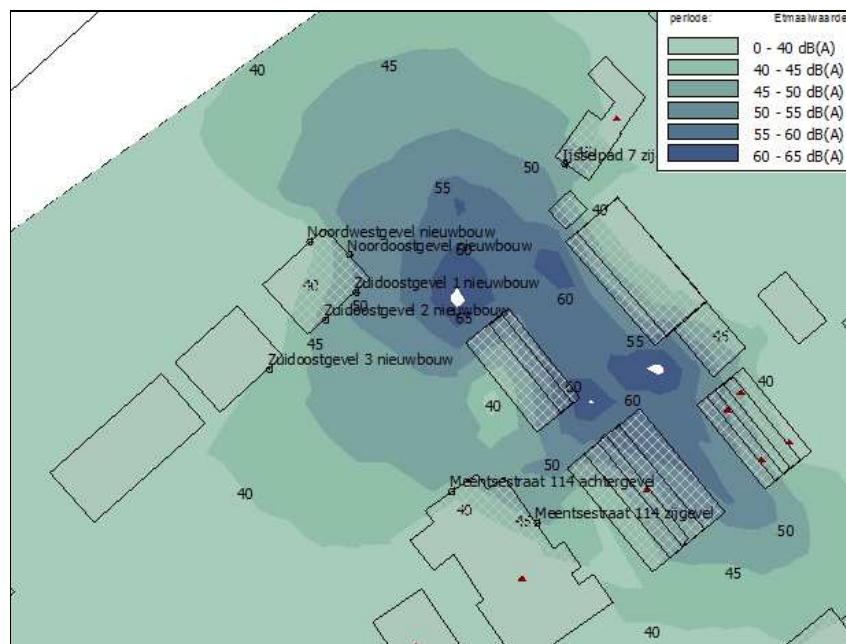 periode: Etmaalwaarde
0 - 40 dB(A)
40 - 45 dB(A)
45 - 50 dB(A)
50 - 55 dB(A)
55 - 60 dB(A)
60 - 65 dB(A)
45
40
50
Ijsselpad 7 zij
55
40
Noordwestgevel nieuwbouw
Noordoostgevel nieuwbouw
60
40
Zuidoostgevel 1 nieuwbouw
50
60
Zuidoostgevel 2 nieuwbouw
65
45
45
55
Zuidoostgevel 3 nieuwbouw
40
60
60
40
50
Meentsestraat 114 achtergevel
40
40
45
Meentsestraat 114 zijgevel
50
45
40